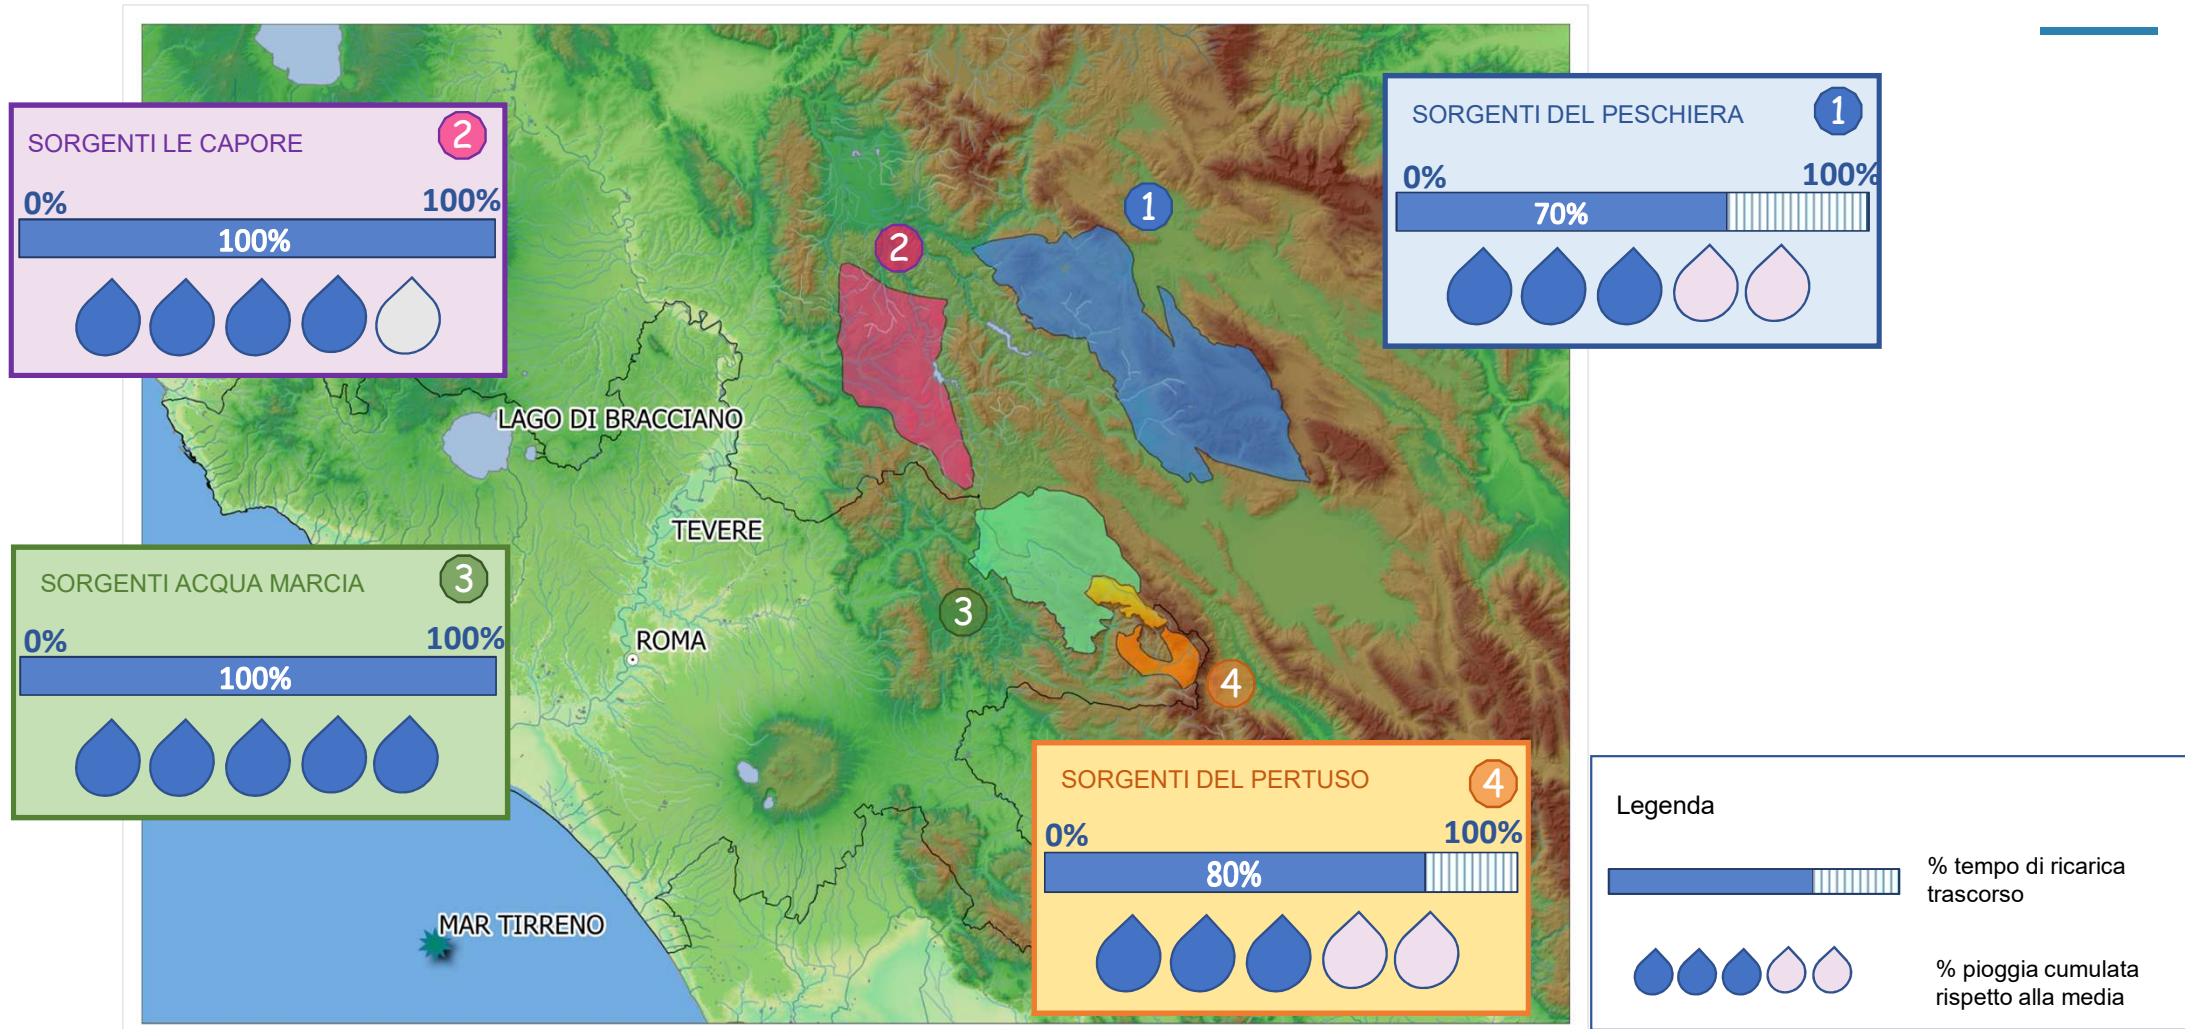 SORGENTI LE CAPORE
2
0%
100%
100%
SORGENTI DEL PESCHIERA
1
0%
100%
70%
1
2
LAGO DI BRACCIANO
TEVERE
SORGENTI ACQUA MARCIA
3
0%
100%
100%
3
ROMA
4
SORGENTI DEL PERTUSO
4
0%
100%
80%
MAR TIRRENO
Legenda
% tempo di ricarica
trascorso
% pioggia cumulata
rispetto alla media